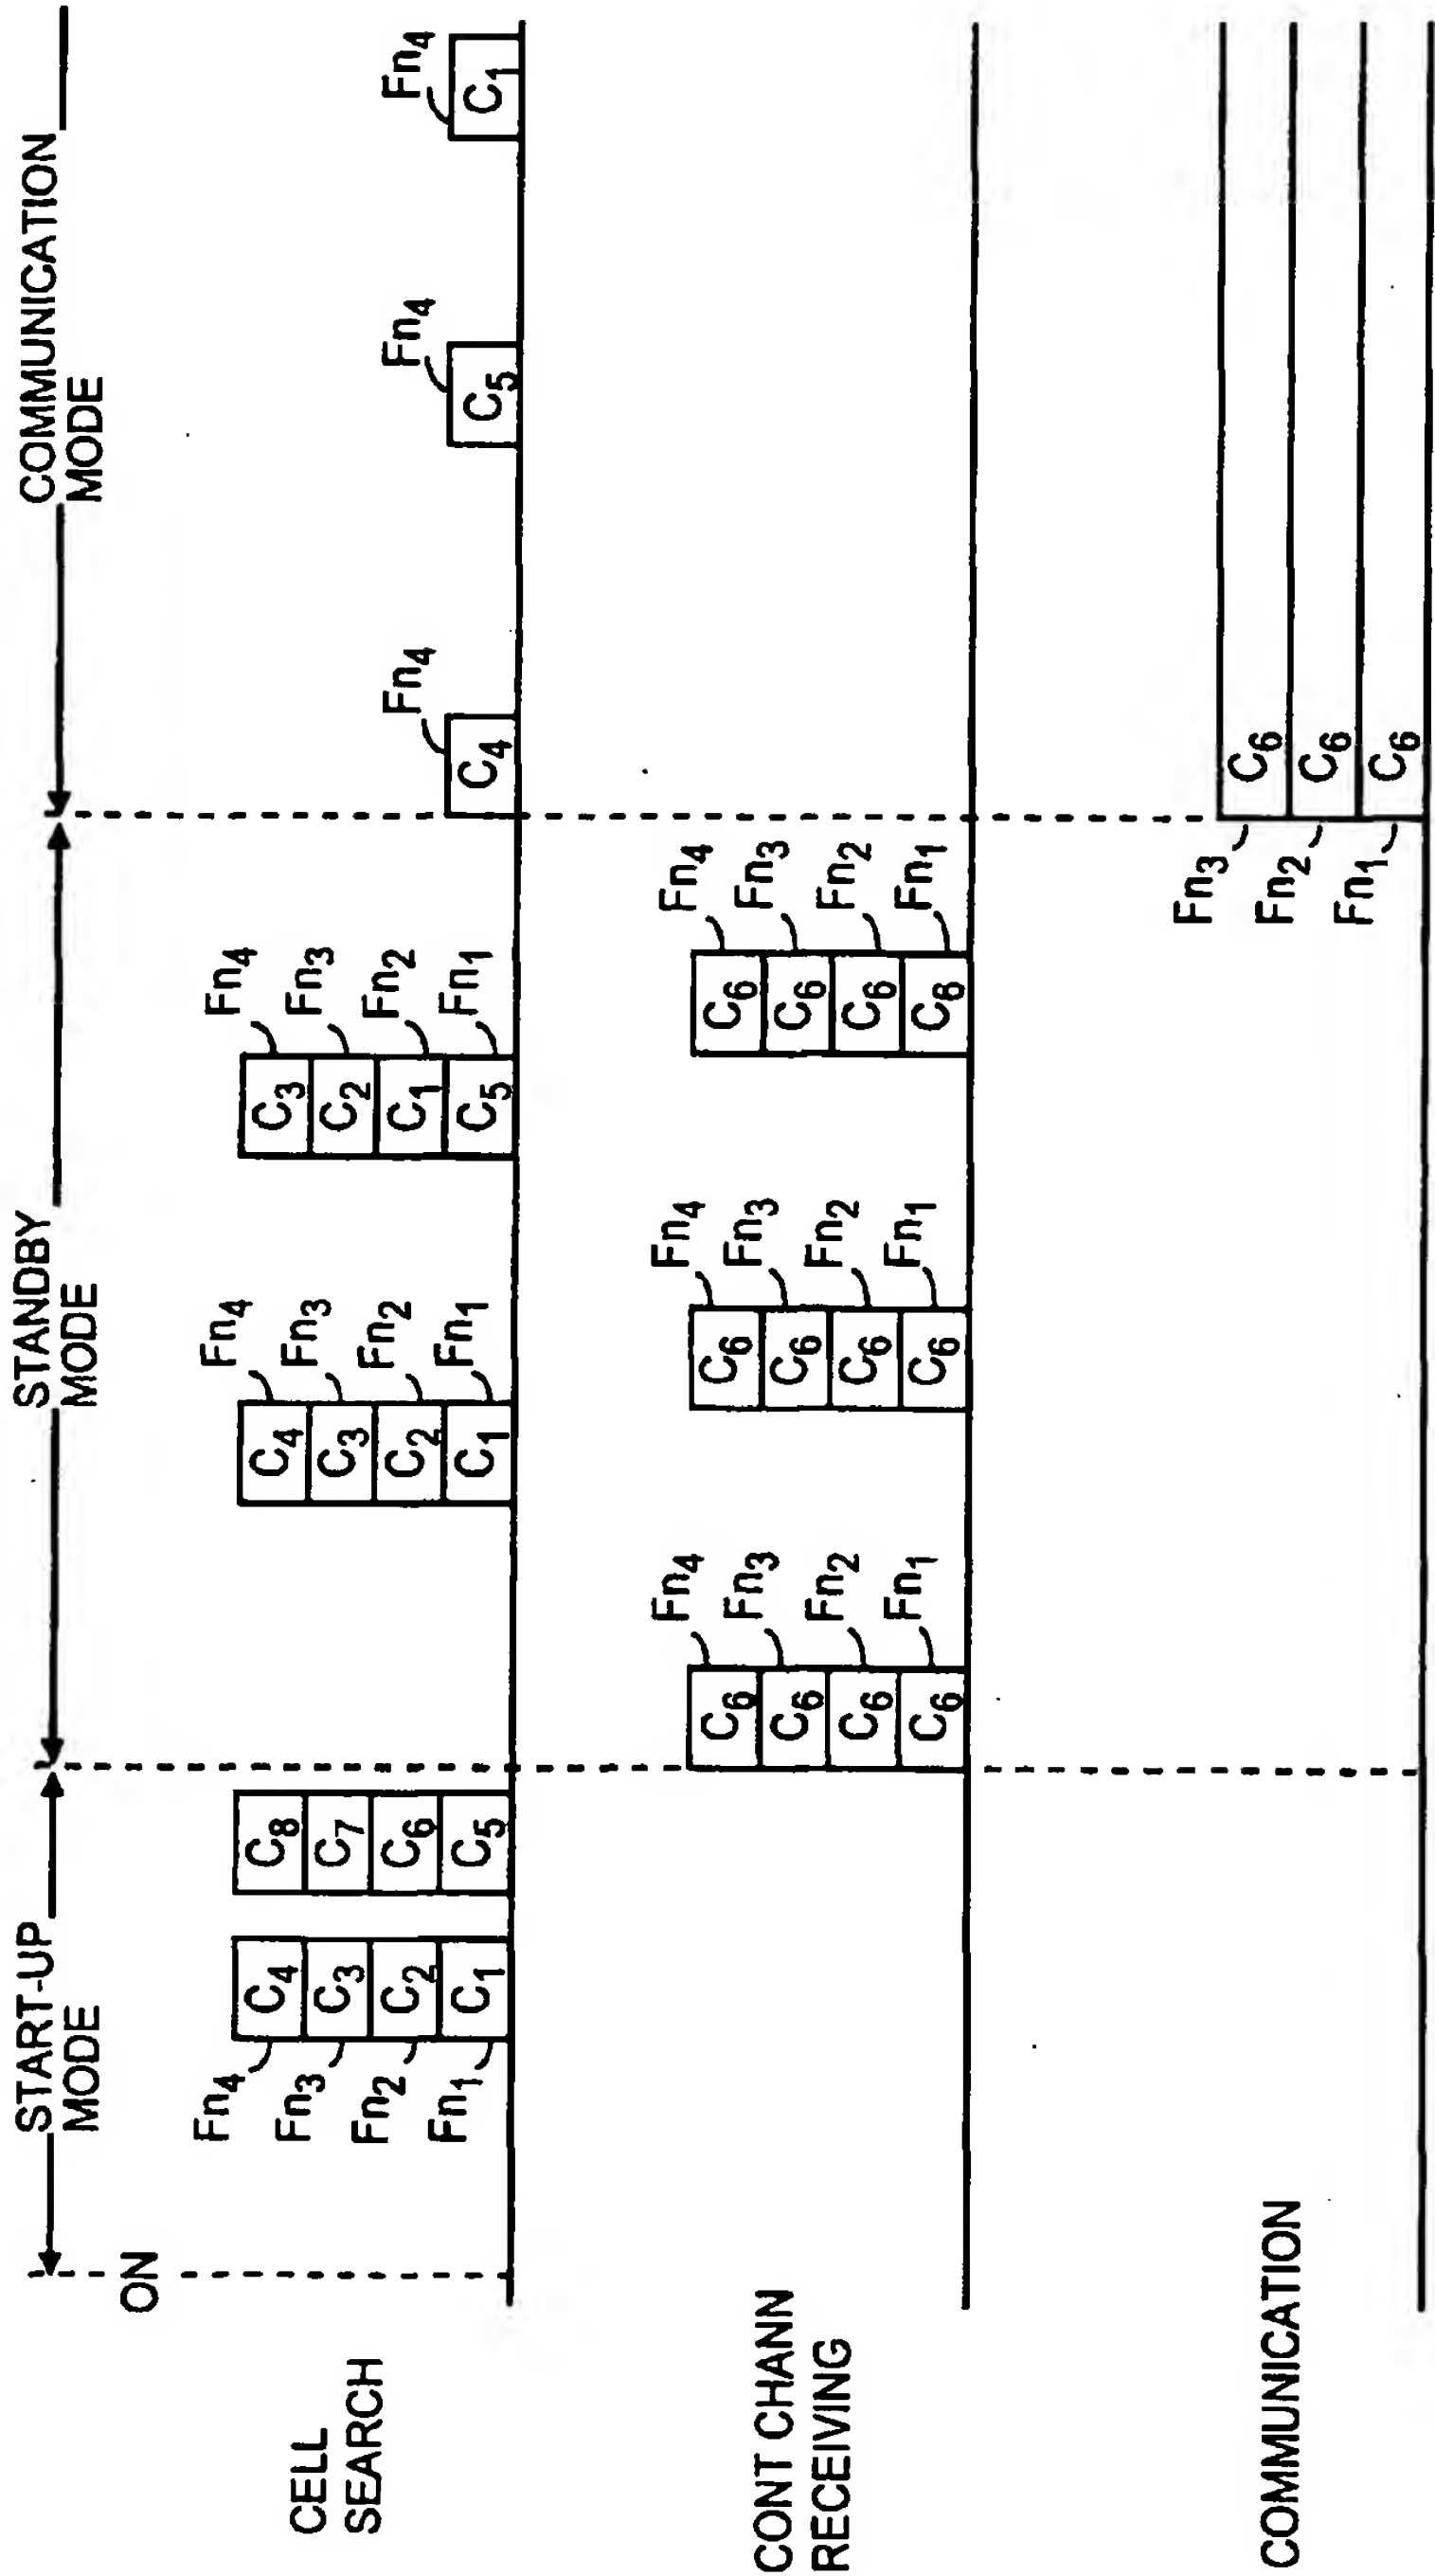 START-UP
MODE
STANDBY
MODE
COMMUNICATION
MODE
ON
CELL
SEARCH
Fn₄
Fn₃
Fn₂
Fn₁
C₄
C₃
C₂
C₁
C₈
C₇
C₆
C₅
C₄
C₃
C₂
C₁
Fn₄
Fn₃
Fn₂
Fn₁
C₃
C₂
C₁
C₅
Fn₄
Fn₃
Fn₂
Fn₁
C₄
Fn₄
C₅
Fn₄
C₁
Fn₄
CONT CHANN
RECEIVING
C₆
C₆
C₆
C₆
Fn₄
Fn₃
Fn₂
Fn₁
C₆
C₆
C₆
C₆
Fn₄
Fn₃
Fn₂
Fn₁
C₆
C₆
C₆
C₈
Fn₄
Fn₃
Fn₂
Fn₁
COMMUNICATION
Fn₃
Fn₂
Fn₁
C₆
C₆
C₆